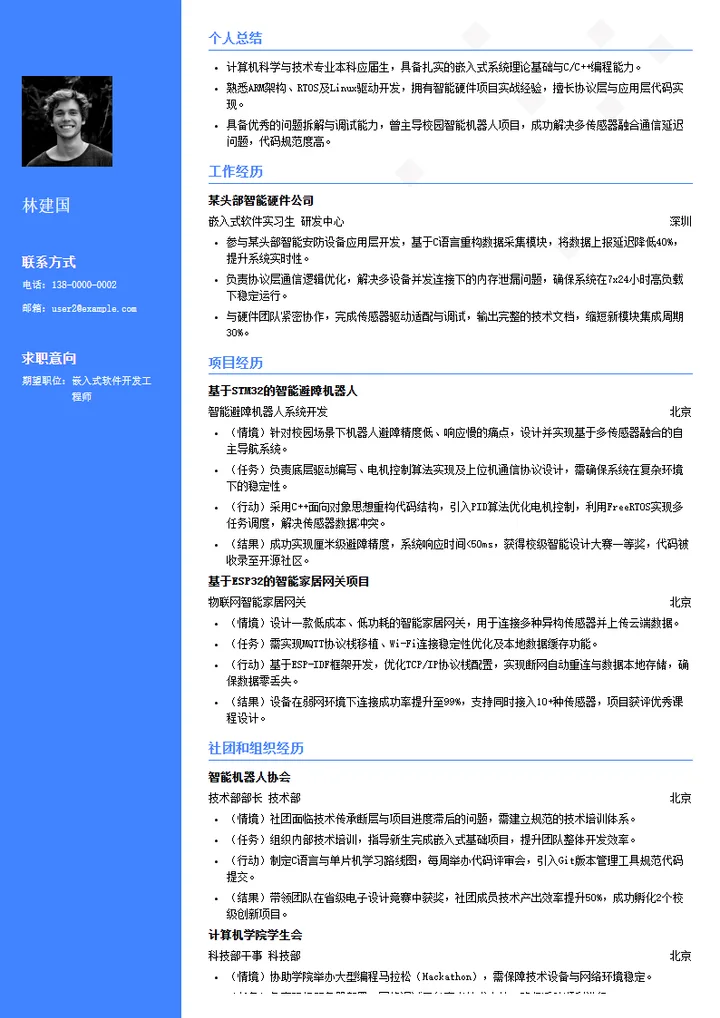 林建国
联系方式
电话：138-0000-0002
邮箱：user2@example.com
求职意向
期望职位：嵌入式软件开发工
程师
个人总结
• 计算机科学与技术专业本科应届生，具备扎实的嵌入式系统理论基础与C/C++编程能力。
• 熟悉ARM架构、RTOS及Linux驱动开发，拥有智能硬件项目实战经验，擅长协议层与应用层代码实
现。
• 具备优秀的问题拆解与调试能力，曾主导校园智能机器人项目，成功解决多传感器融合通信延迟
问题，代码规范度高。
工作经历
某头部智能硬件公司
嵌入式软件实习生 研发中心 深圳
• 参与某头部智能安防设备应用层开发，基于C语言重构数据采集模块，将数据上报延迟降低40%，
提升系统实时性。
• 负责协议层通信逻辑优化，解决多设备并发连接下的内存泄漏问题，确保系统在7x24小时高负载
下稳定运行。
• 与硬件团队紧密协作，完成传感器驱动适配与调试，输出完整的技术文档，缩短新模块集成周期
30%。
项目经历
基于STM32的智能避障机器人
智能避障机器人系统开发 北京
• （情境）针对校园场景下机器人避障精度低、响应慢的痛点，设计并实现基于多传感器融合的自
主导航系统。
• （任务）负责底层驱动编写、电机控制算法实现及上位机通信协议设计，需确保系统在复杂环境
下的稳定性。
• （行动）采用C++面向对象思想重构代码结构，引入PID算法优化电机控制，利用FreeRTOS实现多
任务调度，解决传感器数据冲突。
• （结果）成功实现厘米级避障精度，系统响应时间<50ms，获得校级智能设计大赛一等奖，代码被
收录至开源社区。
基于ESP32的智能家居网关项目
物联网智能家居网关 北京
• （情境）设计一款低成本、低功耗的智能家居网关，用于连接多种异构传感器并上传云端数据。
• （任务）需实现MQTT协议栈移植、Wi-Fi连接稳定性优化及本地数据缓存功能。
• （行动）基于ESP-IDF框架开发，优化TCP/IP协议栈配置，实现断网自动重连与数据本地存储，确
保数据零丢失。
• （结果）设备在弱网环境下连接成功率提升至99%，支持同时接入10+种传感器，项目获评优秀课
程设计。
社团和组织经历
智能机器人协会
技术部部长 技术部 北京
• （情境）社团面临技术传承断层与项目进度滞后的问题，需建立规范的技术培训体系。
• （任务）组织内部技术培训，指导新生完成嵌入式基础项目，提升团队整体开发效率。
• （行动）制定C语言与单片机学习路线图，每周举办代码评审会，引入Git版本管理工具规范代码
提交。
• （结果）带领团队在省级电子设计竞赛中获奖，社团成员技术产出效率提升50%，成功孵化2个校
级创新项目。
计算机学院学生会
科技部干事 科技部 北京
• （情境）协助学院举办大型编程马拉松（Hackathon），需保障技术设备与网络环境稳定。